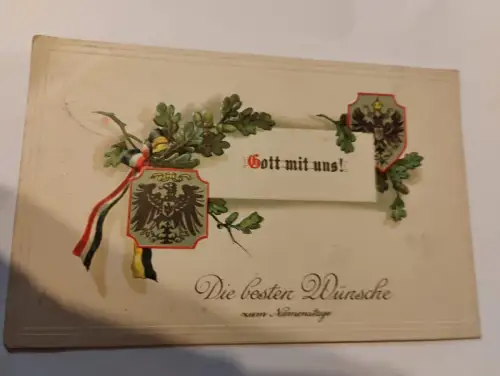 Gott mit uns!
Die besten Wünsche
zum Namenstage